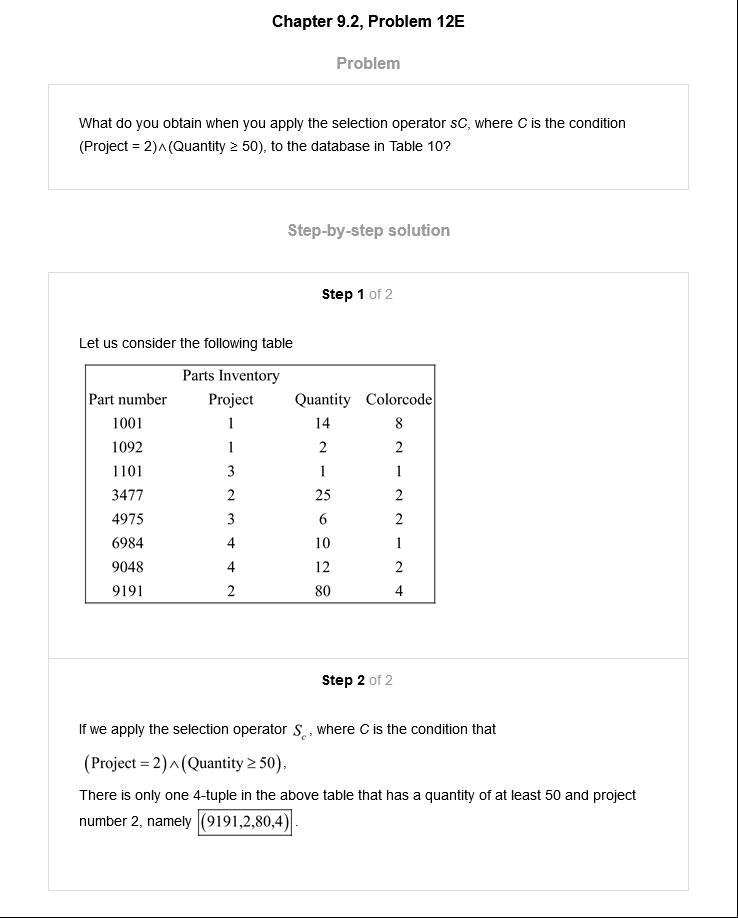 Chapter 9.2, Problem 12E
Problem
What do you obtain when you apply the selection operator sC, where C is the condition
(Project = 2)∧(Quantity ≥ 50), to the database in Table 10?
Step-by-step solution
Step 1 of 2
Let us consider the following table
Parts Inventory
Part number Project Quantity Colorcode
1001 1 14 8
1092 1 2 2
1101 3 1 1
3477 2 25 2
4975 3 6 2
6984 4 10 1
9048 4 12 2
9191 2 80 4
Step 2 of 2
If we apply the selection operator S_c, where C is the condition that
(Project = 2)∧(Quantity ≥ 50),
There is only one 4-tuple in the above table that has a quantity of at least 50 and project
number 2, namely (9191,2,80,4).